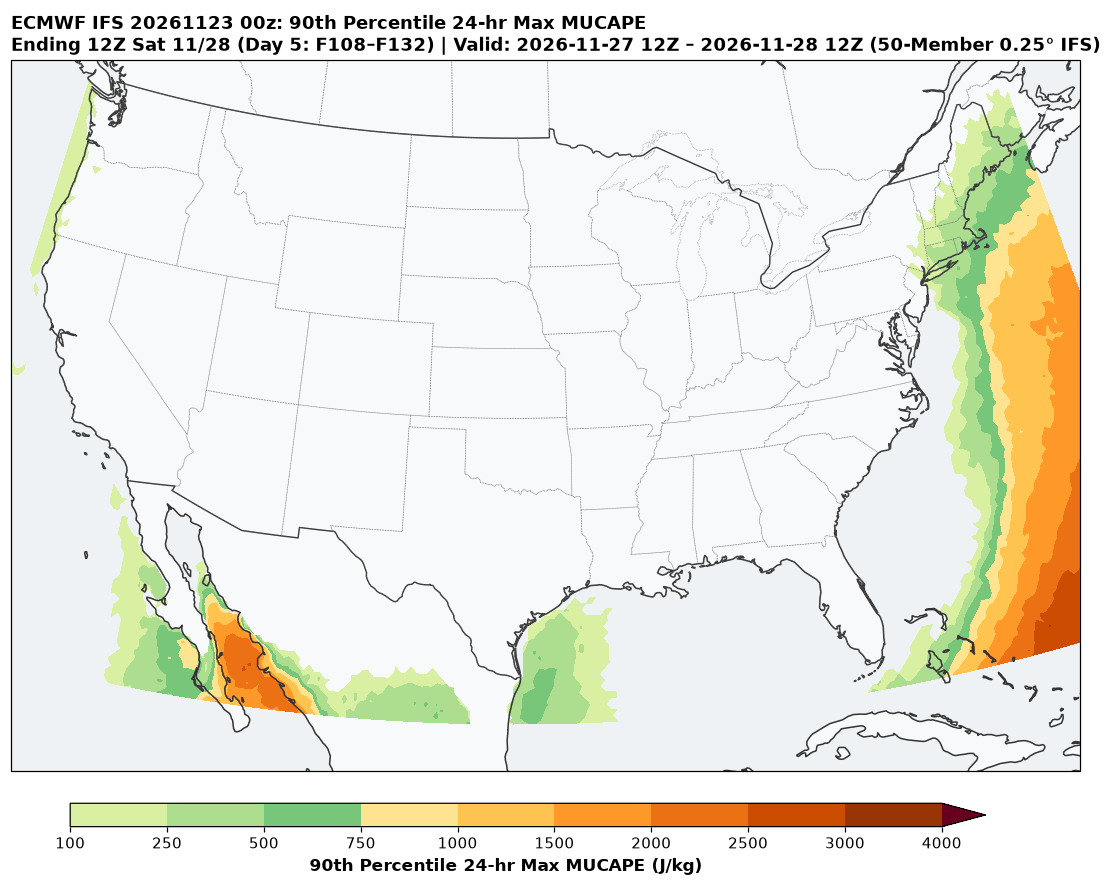 ECMWF IFS 20261123 00z: 90th Percentile 24-hr Max MUCAPE
Ending 12Z Sat 11/28 (Day 5: F108–F132) | Valid: 2026-11-27 12Z – 2026-11-28 12Z (50-Member 0.25° IFS)
100 250 500 750 1000 1500 2000 2500 3000 4000
90th Percentile 24-hr Max MUCAPE (J/kg)